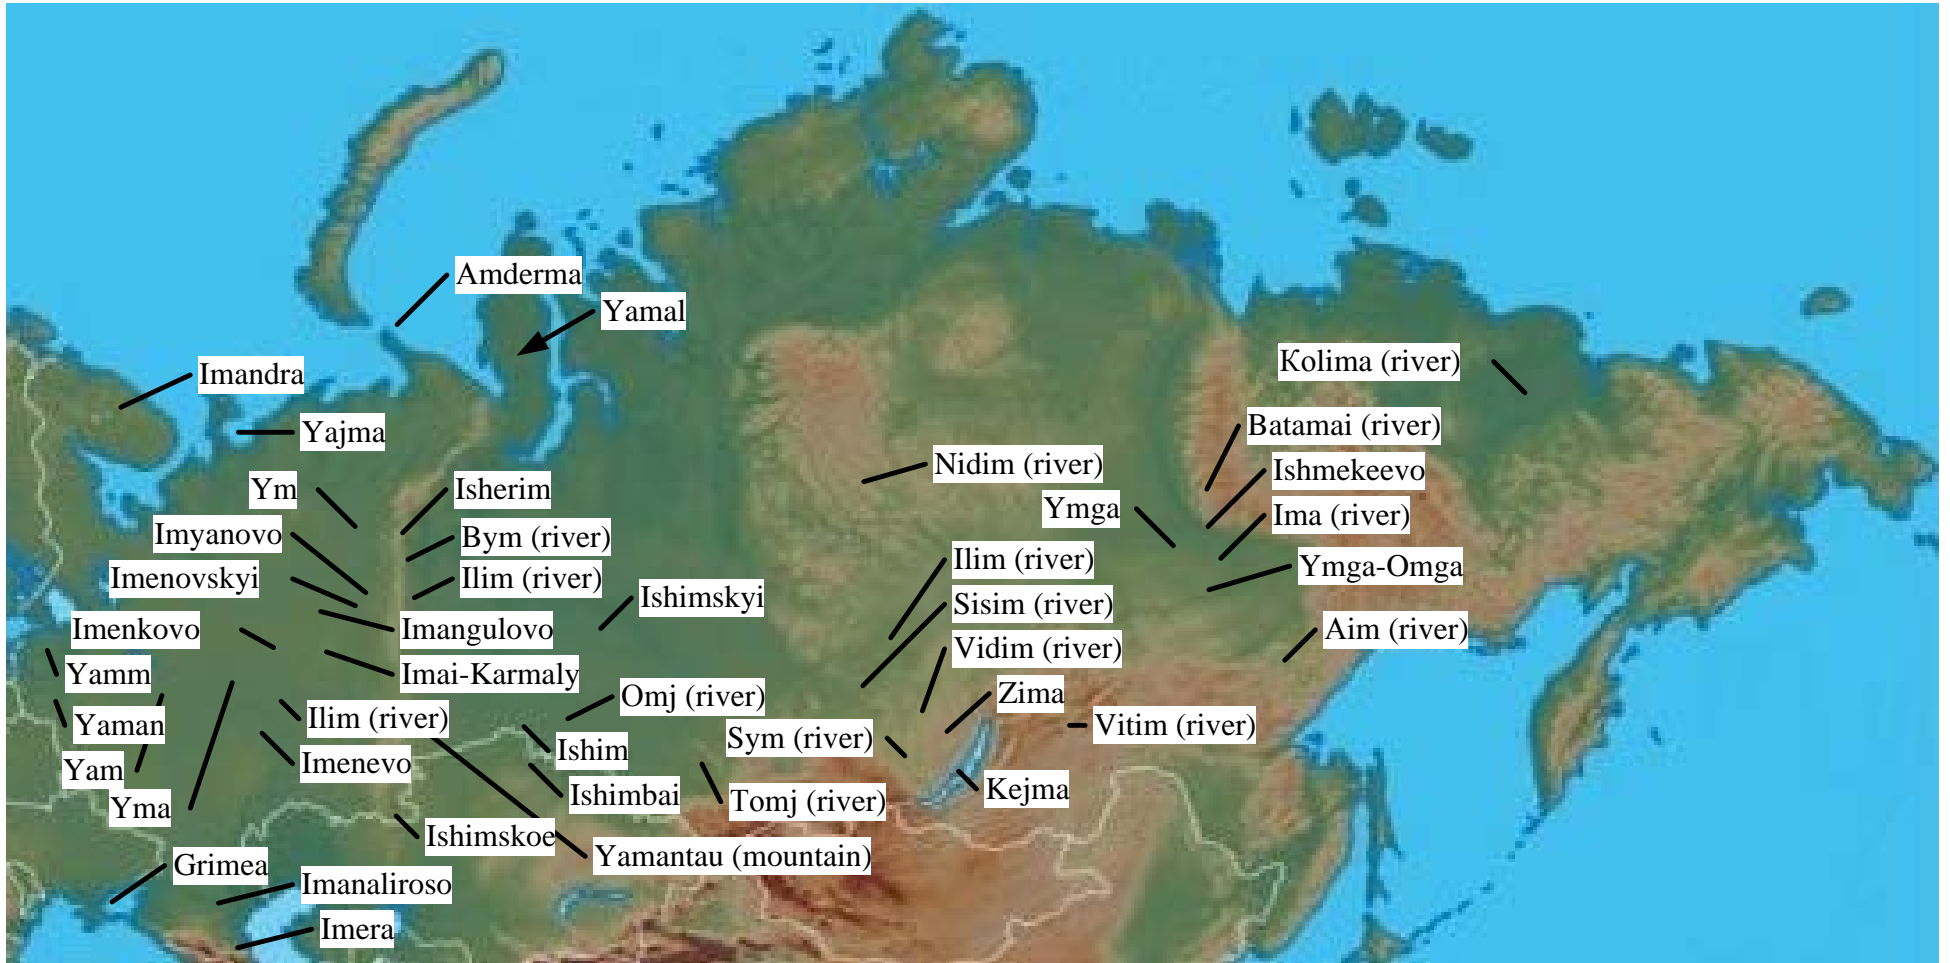 Amderma
Yamal
Imandra
Kolima (river)
Yajma
Batamai (river)
Nidim (river)
Ishmekeevo
Ym
Isherim
Ymga
Ima (river)
Imyanovo
Bym (river)
Ilim (river)
Ymga-Omga
Imenovskyi
Ilim (river)
Ishimskyi
Sisim (river)
Imenkovo
Imangulovo
Aim (river)
Vidim (river)
Yamm
Imai-Karmaly
Omj (river)
Zima
Yaman
Ilim (river)
Vitim (river)
Sym (river)
Ishim
Yam
Imenevo
Kejma
Ishimbai
Tomj (river)
Yma
Ishimskoe
Yamantau (mountain)
Grimea
Imanaliroso
Imera